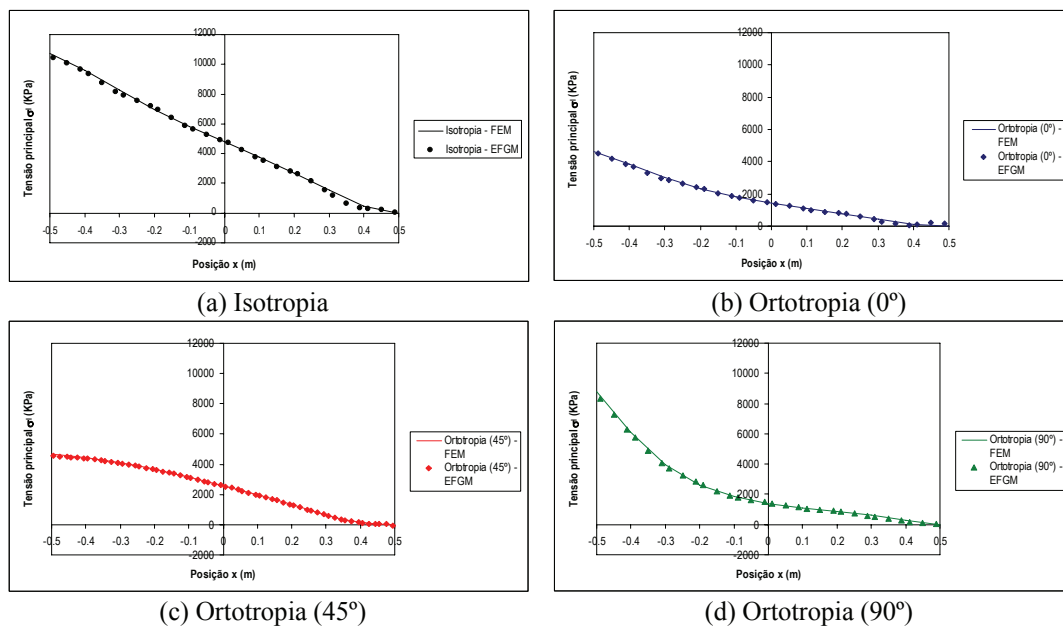 12000
10000
8000
6000
4000
2000
0
-2000
-0.5 -0.4 -0.3 -0.2 -0.1 0 0.1 0.2 0.3 0.4 0.5
Tensão principal σI (KPa)
Posição x (m)
Isotropia - FEM
Isotropia - EFGM
(a) Isotropia
12000
10000
8000
6000
4000
2000
0
-2000
-0.5 -0.4 -0.3 -0.2 -0.1 0 0.1 0.2 0.3 0.4 0.5
Tensão principal σI (KPa)
Posição x (m)
Ortotropia (0º) -
FEM
Ortotropia (0º) -
EFGM
(b) Ortotropia (0º)
12000
10000
8000
6000
4000
2000
0
-2000
-0.5 -0.4 -0.3 -0.2 -0.1 0 0.1 0.2 0.3 0.4 0.5
Tensão principal σI (KPa)
Posição x (m)
Ortotropia (45º) -
FEM
Ortotropia (45º) -
EFGM
(c) Ortotropia (45º)
12000
10000
8000
6000
4000
2000
0
-2000
-0.5 -0.4 -0.3 -0.2 -0.1 0 0.1 0.2 0.3 0.4 0.5
Tensão principal σI (KPa)
Posição x (m)
Ortotropia (90º) -
FEM
Ortotropia (90º) -
EFGM
(d) Ortotropia (90º)